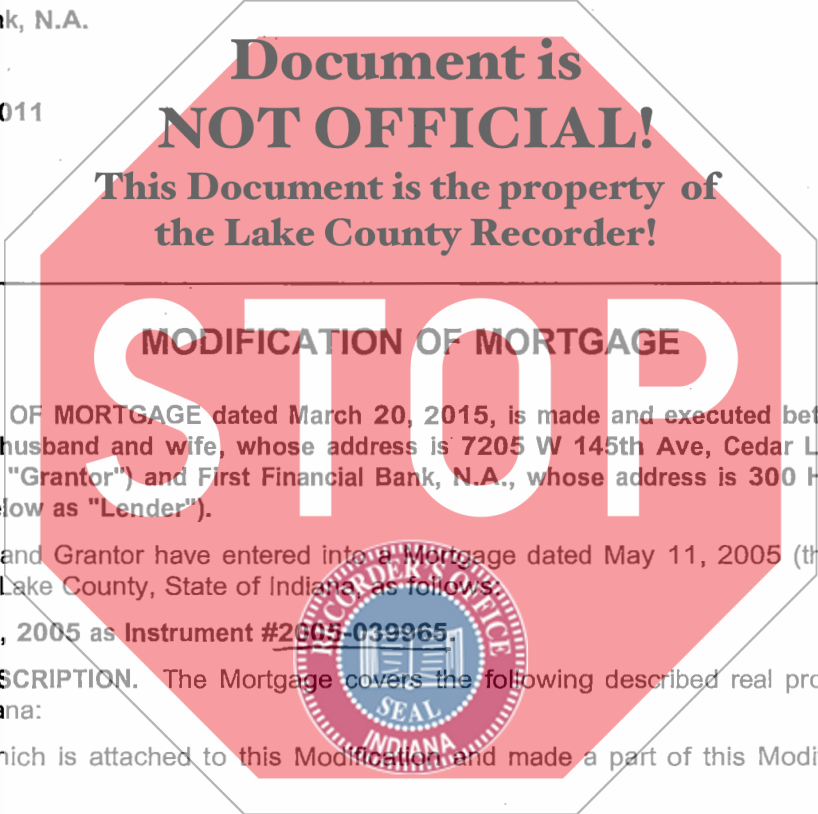 k, N.A.
Document is
NOT OFFICIAL!
011
This Document is the property of
the Lake County Recorder!
STOP
MODIFICATION OF MORTGAGE
OF MORTGAGE dated March 20, 2015, is made and executed bet
husband and wife, whose address is 7205 W 145th Ave, Cedar L
"Grantor") and First Financial Bank, N.A., whose address is 300 H
low as "Lender").
and Grantor have entered into a Mortgage dated May 11, 2005 (th
Lake County, State of Indiana, as follows:
, 2005 as Instrument #2005-039965.
SCRIPTION. The Mortgage covers the following described real pro
ana:
hich is attached to this Modification and made a part of this Modi
RECORDER'S OFFICE
SEAL
INDIANA